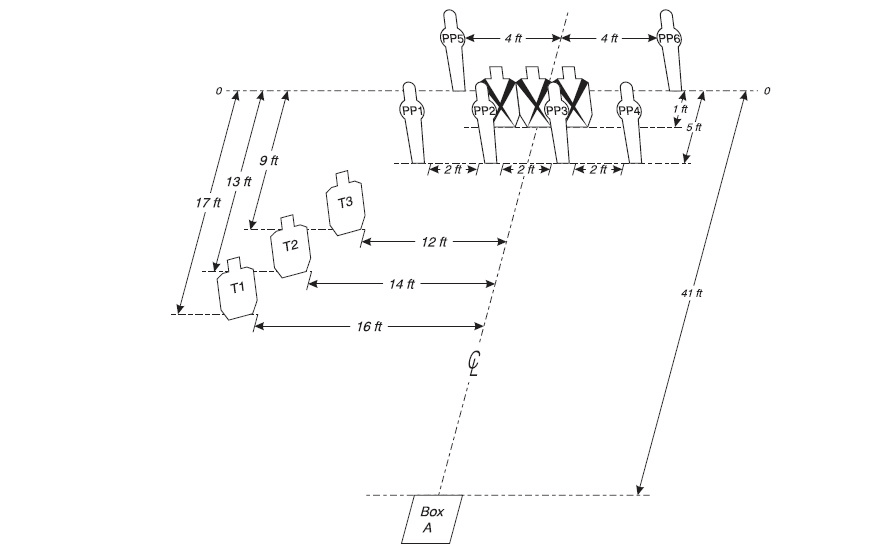 PP5 4 ft 4 ft PP6
0 0
PP1 PP2 PP3 PP4 1 ft
5 ft
9 ft
2 ft 2 ft 2 ft
13 ft
17 ft T3
12 ft
T2
14 ft
T1
41 ft
16 ft
℄
Box
A